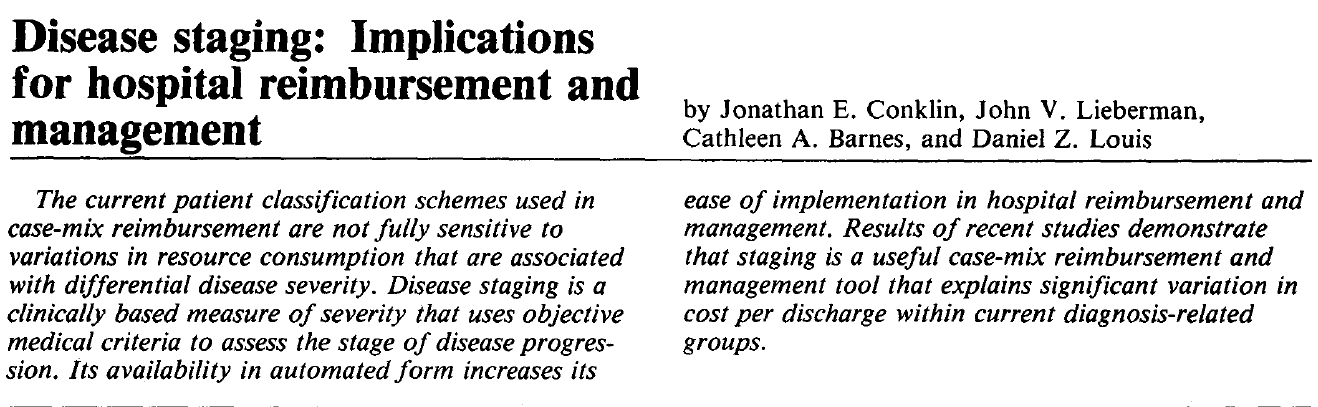 Disease staging: Implications
for hospital reimbursement and
management
by Jonathan E. Conklin, John V. Lieberman,
Cathleen A. Barnes, and Daniel Z. Louis
The current patient classification schemes used in
case-mix reimbursement are not fully sensitive to
variations in resource consumption that are associated
with differential disease severity. Disease staging is a
clinically based measure of severity that uses objective
medical criteria to assess the stage of disease progres-
sion. Its availability in automated form increases its
ease of implementation in hospital reimbursement and
management. Results of recent studies demonstrate
that staging is a useful case-mix reimbursement and
management tool that explains significant variation in
cost per discharge within current diagnosis-related
groups.